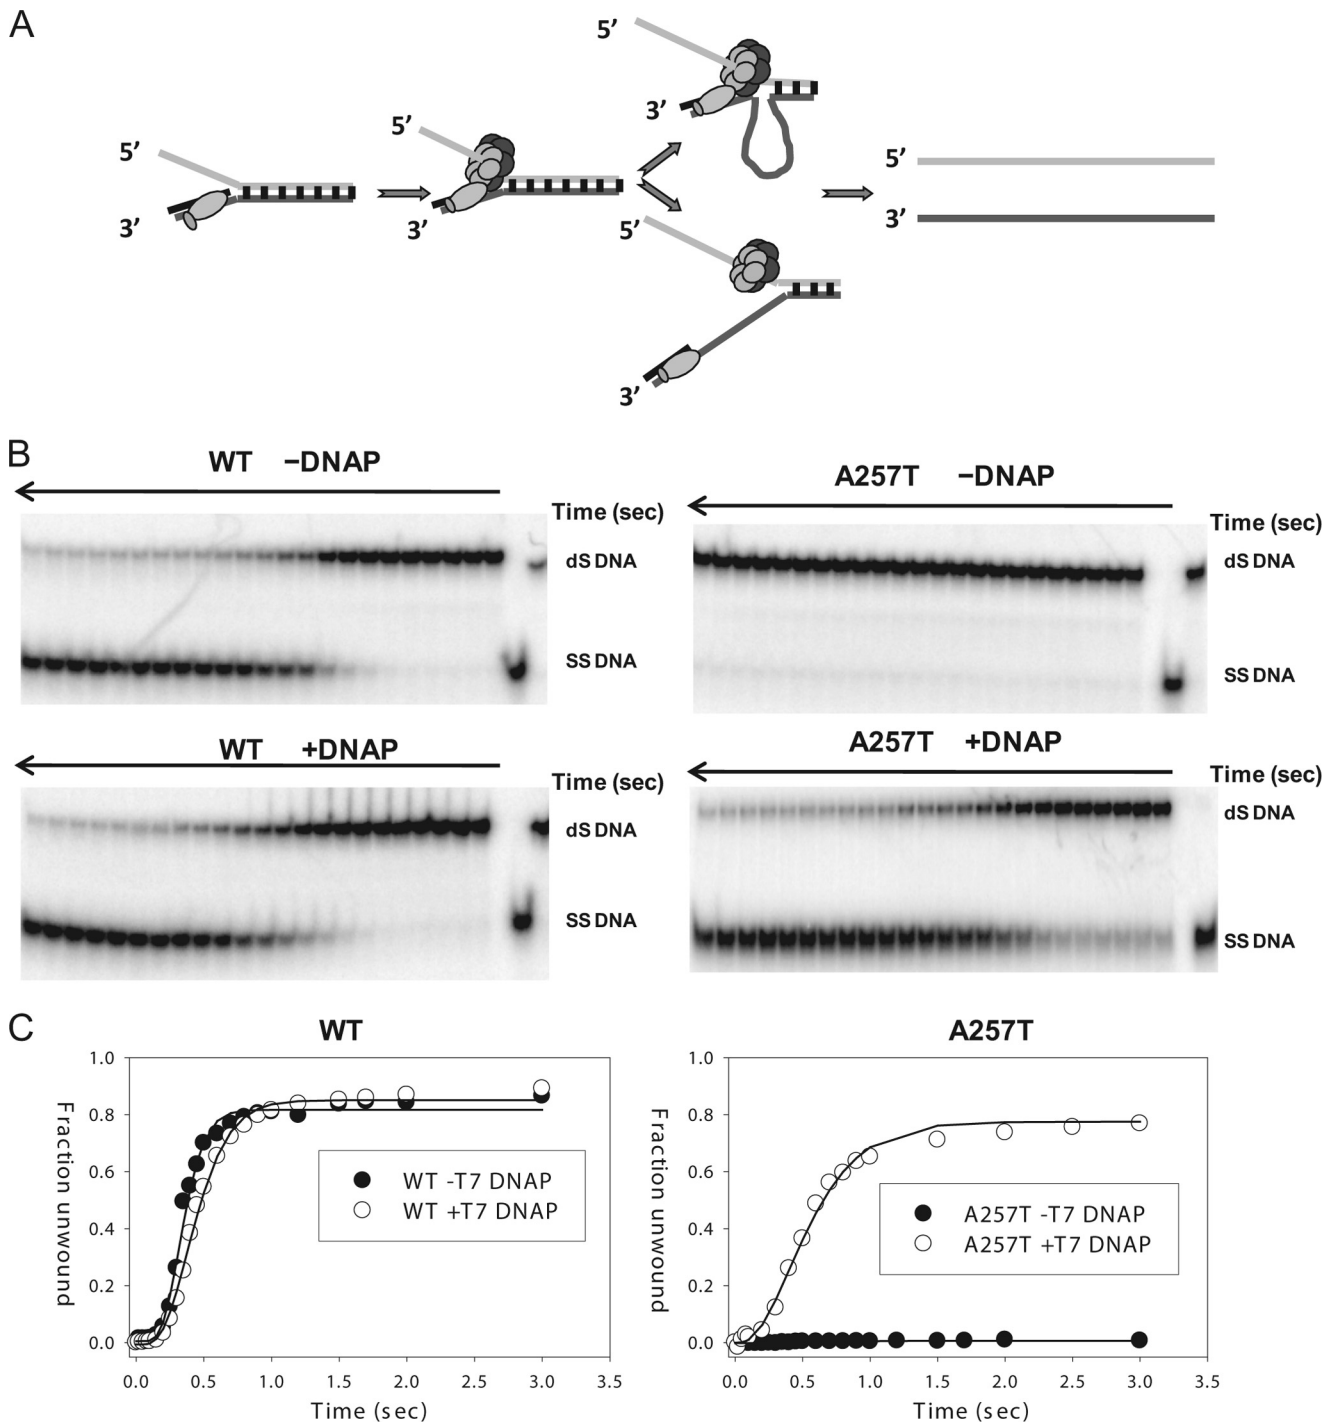 A
5’
3’
5’
3’
5’
3’
5’
3’
5’
3’
B
WT −DNAP
Time (sec)
dS DNA
SS DNA
A257T −DNAP
Time (sec)
dS DNA
SS DNA
WT +DNAP
Time (sec)
dS DNA
SS DNA
A257T +DNAP
Time (sec)
dS DNA
SS DNA
C
WT
Fraction unwound
1.0
0.8
0.6
0.4
0.2
0.0
WT -T7 DNAP
WT +T7 DNAP
0.0 0.5 1.0 1.5 2.0 2.5 3.0 3.5
Time (sec)
A257T
Fraction unwound
1.0
0.8
0.6
0.4
0.2
0.0
A257T -T7 DNAP
A257T +T7 DNAP
0.0 0.5 1.0 1.5 2.0 2.5 3.0 3.5
Time (sec)